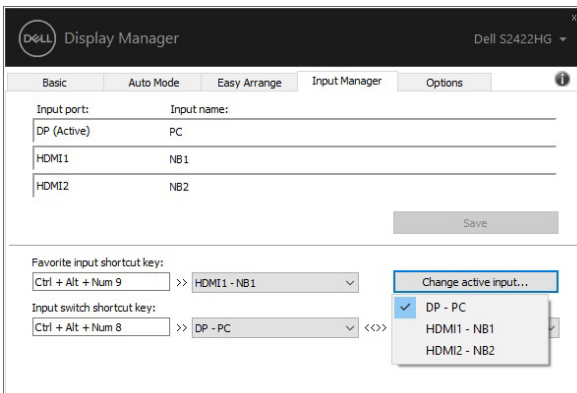 DELL Display Manager Dell S2422HG
x
Basic Auto Mode Easy Arrange Input Manager Options i
Input port: Input name:
DP (Active) PC
HDMI1 NB1
HDMI2 NB2
Save
Favorite input shortcut key:
Ctrl + Alt + Num 9 >> HDMI1 - NB1 Change active input...
Input switch shortcut key:
Ctrl + Alt + Num 8 >> DP - PC <<>>
DP - PC
HDMI1 - NB1
HDMI2 - NB2